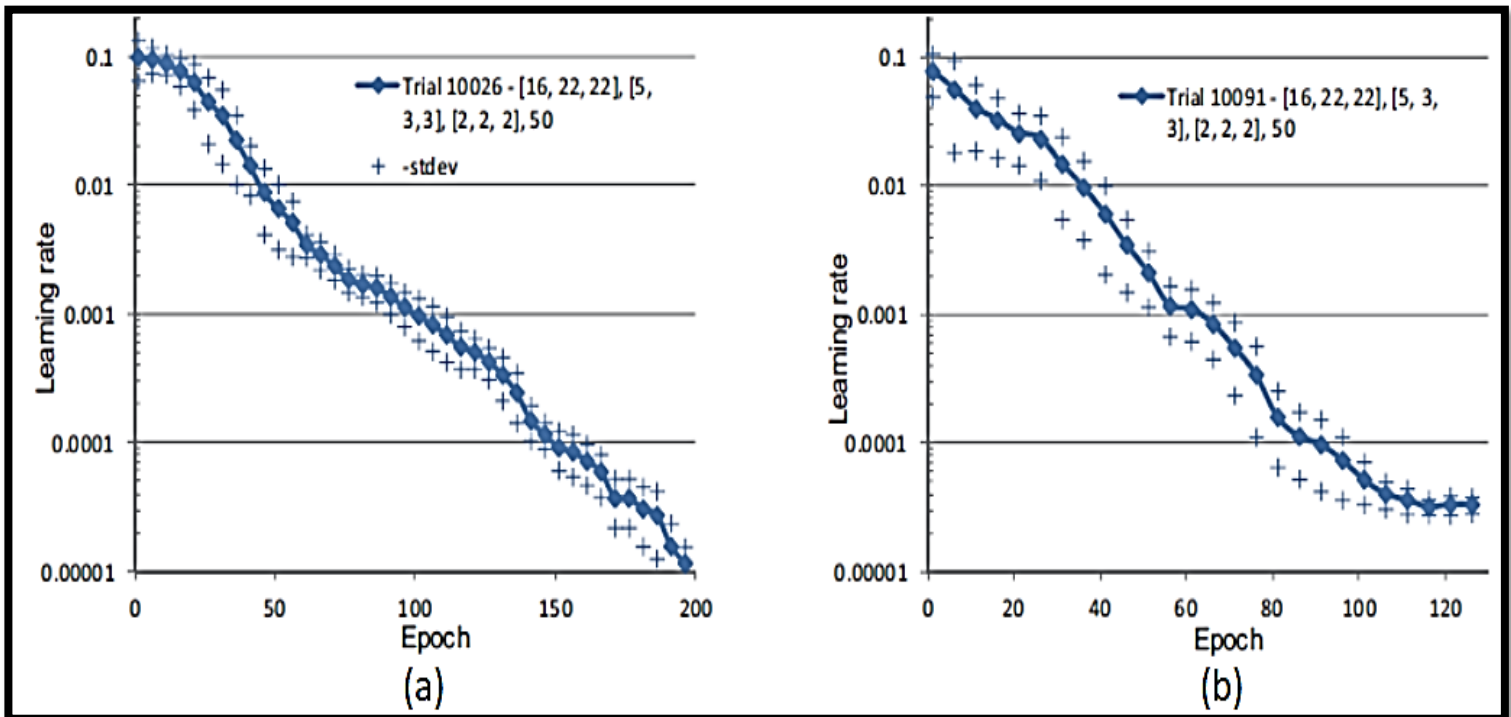 0.1
0.01
0.001
0.0001
0.00001
Learning rate
Trial 10026 - [16, 22, 22], [5,
3,3], [2, 2, 2], 50
-stdev
0 50 100 150 200
Epoch
(a)
0.1
0.01
0.001
0.0001
0.00001
Learning rate
Trial 10091 - [16, 22, 22], [5, 3,
3], [2, 2, 2], 50
0 20 40 60 80 100 120
Epoch
(b)